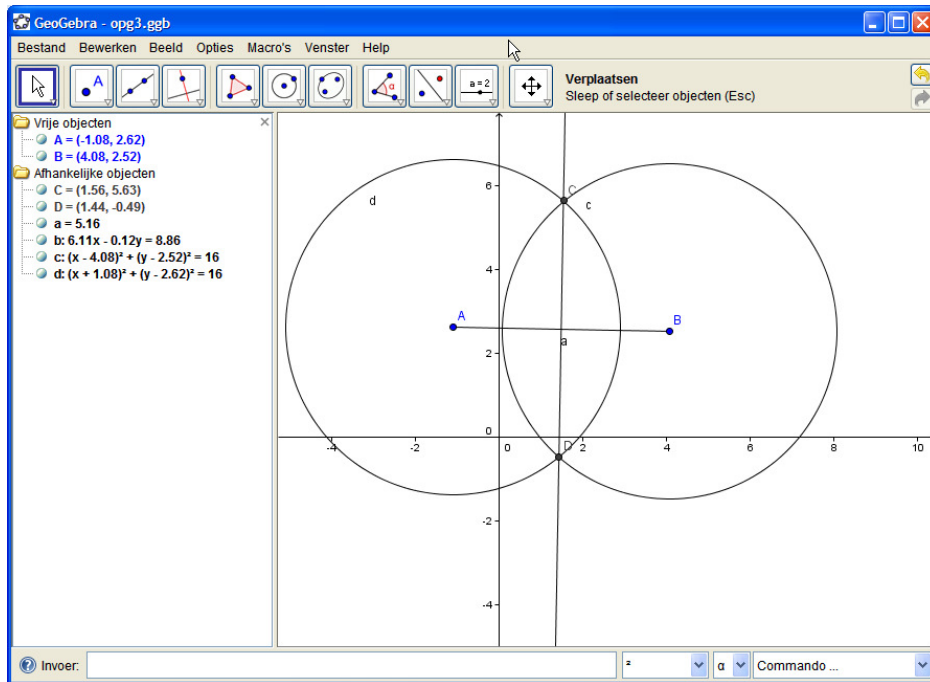 GeoGebra - opg3.ggb
Bestand Bewerken Beeld Opties Macro's Venster Help
A
α
a = 2
Verplaatsen
Sleep of selecteer objecten (Esc)
Vrije objecten
A = (-1.08, 2.62)
B = (4.08, 2.52)
Afhankelijke objecten
C = (1.56, 5.63)
D = (1.44, -0.49)
a = 5.16
b: 6.11x - 0.12y = 8.86
c: (x - 4.08)² + (y - 2.52)² = 16
d: (x + 1.08)² + (y - 2.62)² = 16
6
C
d
c
4
A
B
2
a
0
D
-4 0 2 4 6 8 10
-2
-4
Invoer:
²
α
Commando ...